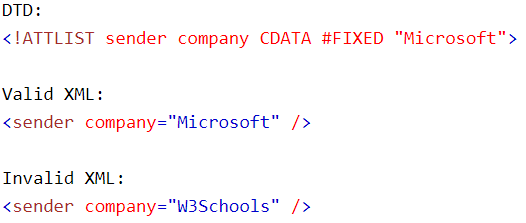 DTD:
<!ATTLIST sender company CDATA #FIXED "Microsoft">
Valid XML:
<sender company="Microsoft" />
Invalid XML:
<sender company="W3Schools" />